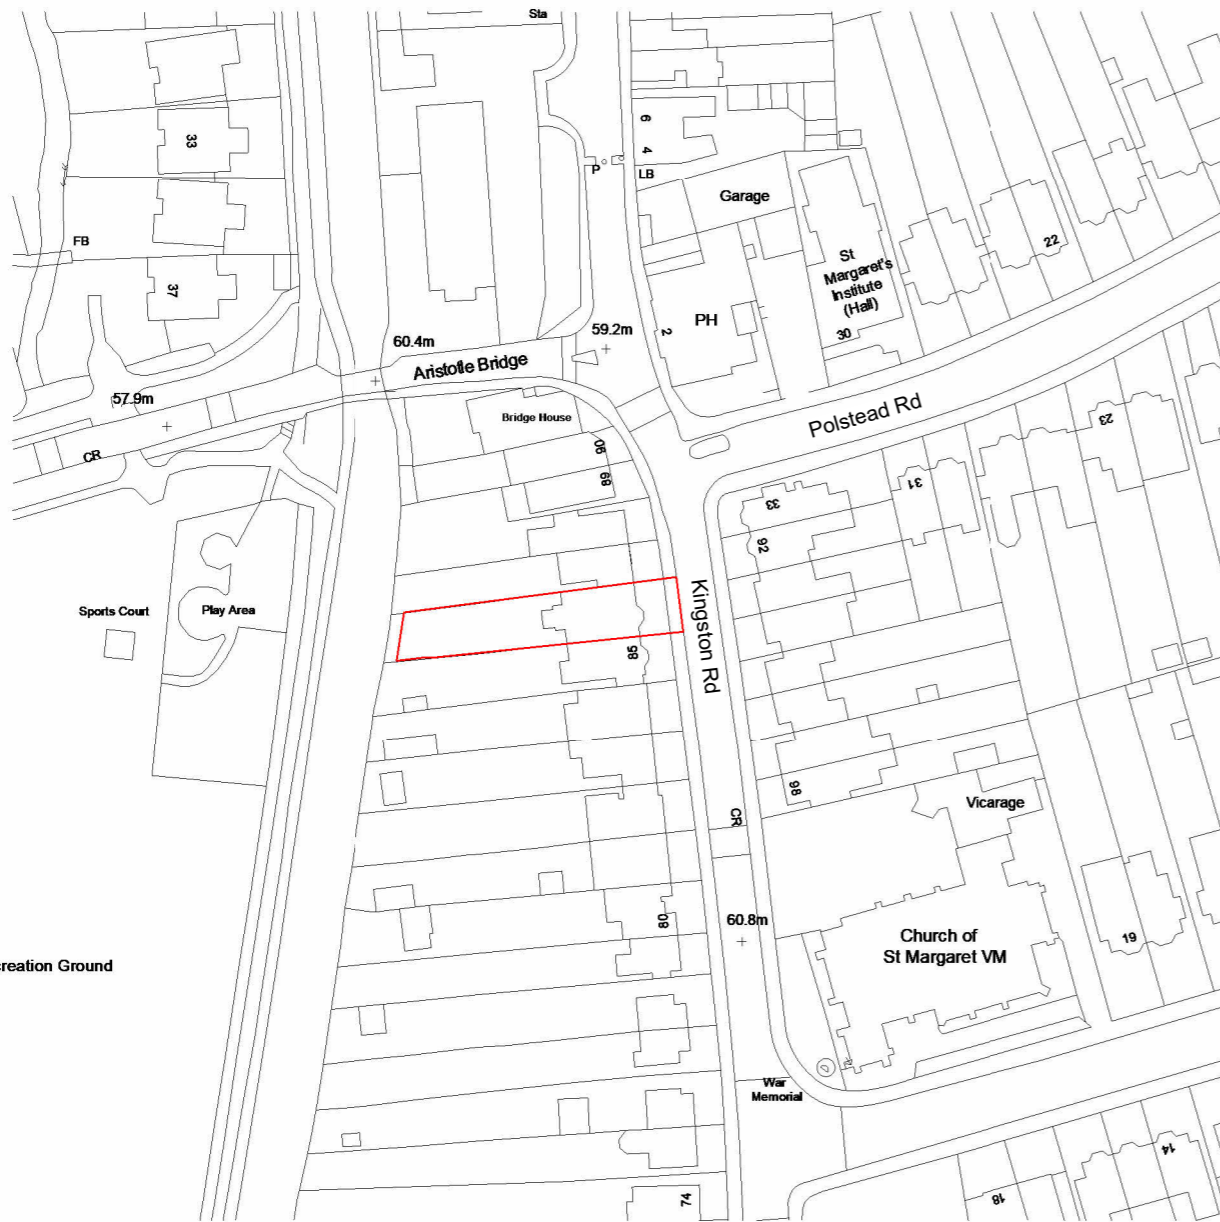 Sta
33
6
4
P
LB
Garage
FB
22
St
Margaret's
Institute
(Hall)
37
30
60.4m
59.2m
2
PH
Aristotle Bridge
57.9m
Bridge House
Polstead Rd
23
CR
90
89
31
33
92
Sports Court
Play Area
Kingston Rd
85
98
CR
Vicarage
80
60.8m
Church of
St Margaret VM
19
creation Ground
War
Memorial
14
18
74